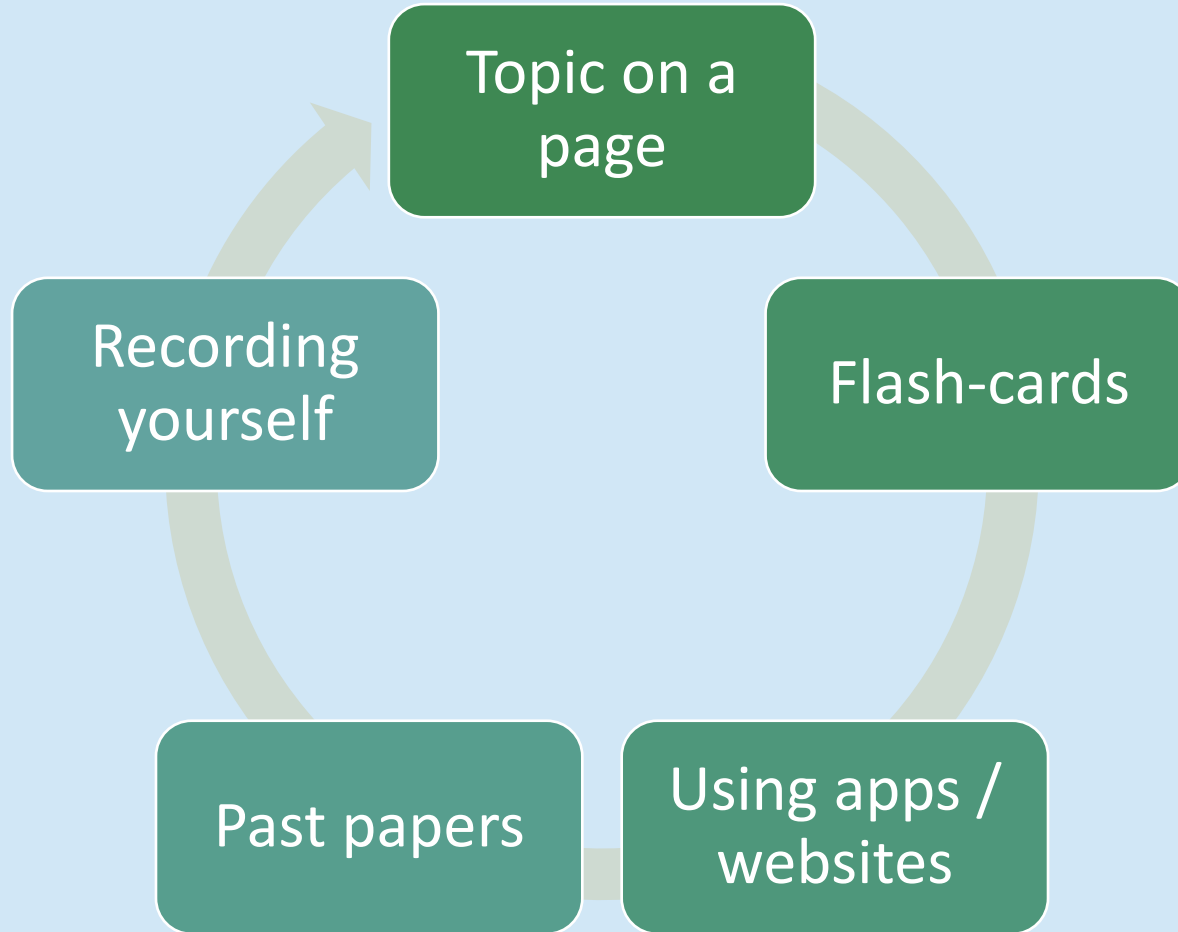 Topic on a
page
Flash-cards
Using apps /
websites
Past papers
Recording
yourself